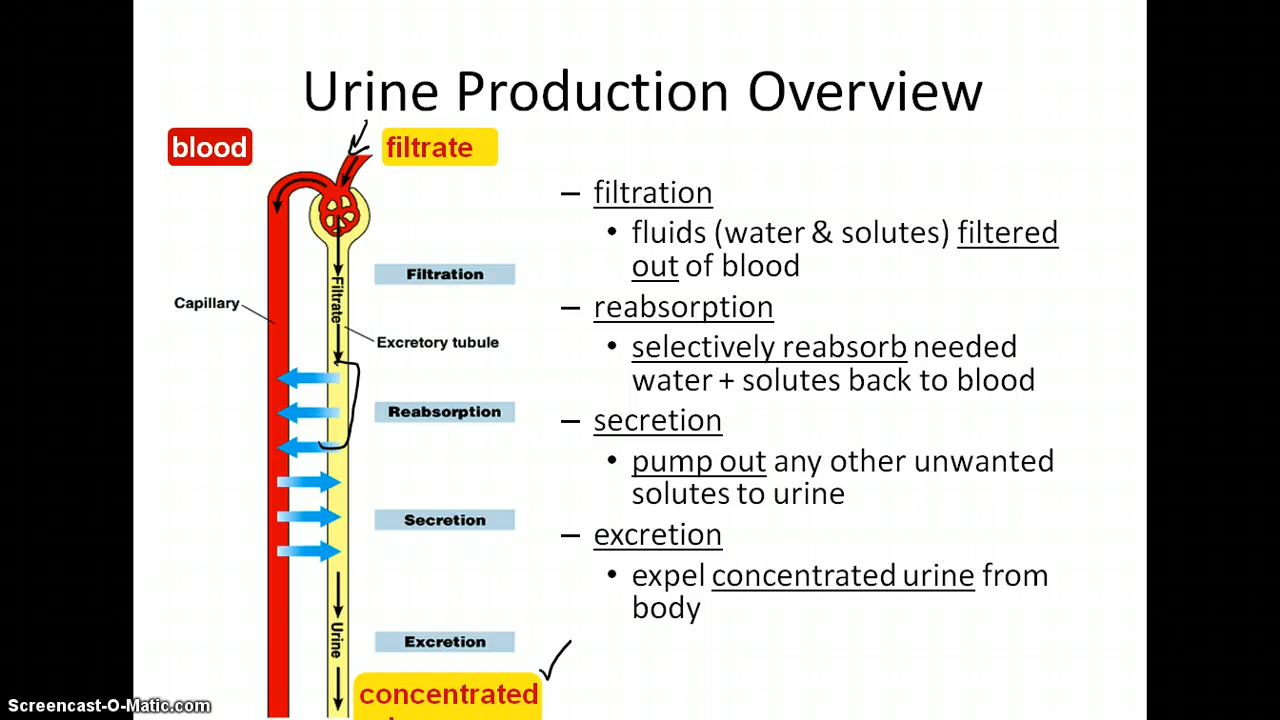 Urine Production Overview
blood
filtrate
– filtration
• fluids (water & solutes) filtered
out of blood
– reabsorption
• selectively reabsorb needed
water + solutes back to blood
– secretion
• pump out any other unwanted
solutes to urine
– excretion
• expel concentrated urine from
body
Filtration
Filtrate
Capillary
Excretory tubule
Reabsorption
Secretion
Urine
Excretion
concentrated
Screencast-O-Matic.com